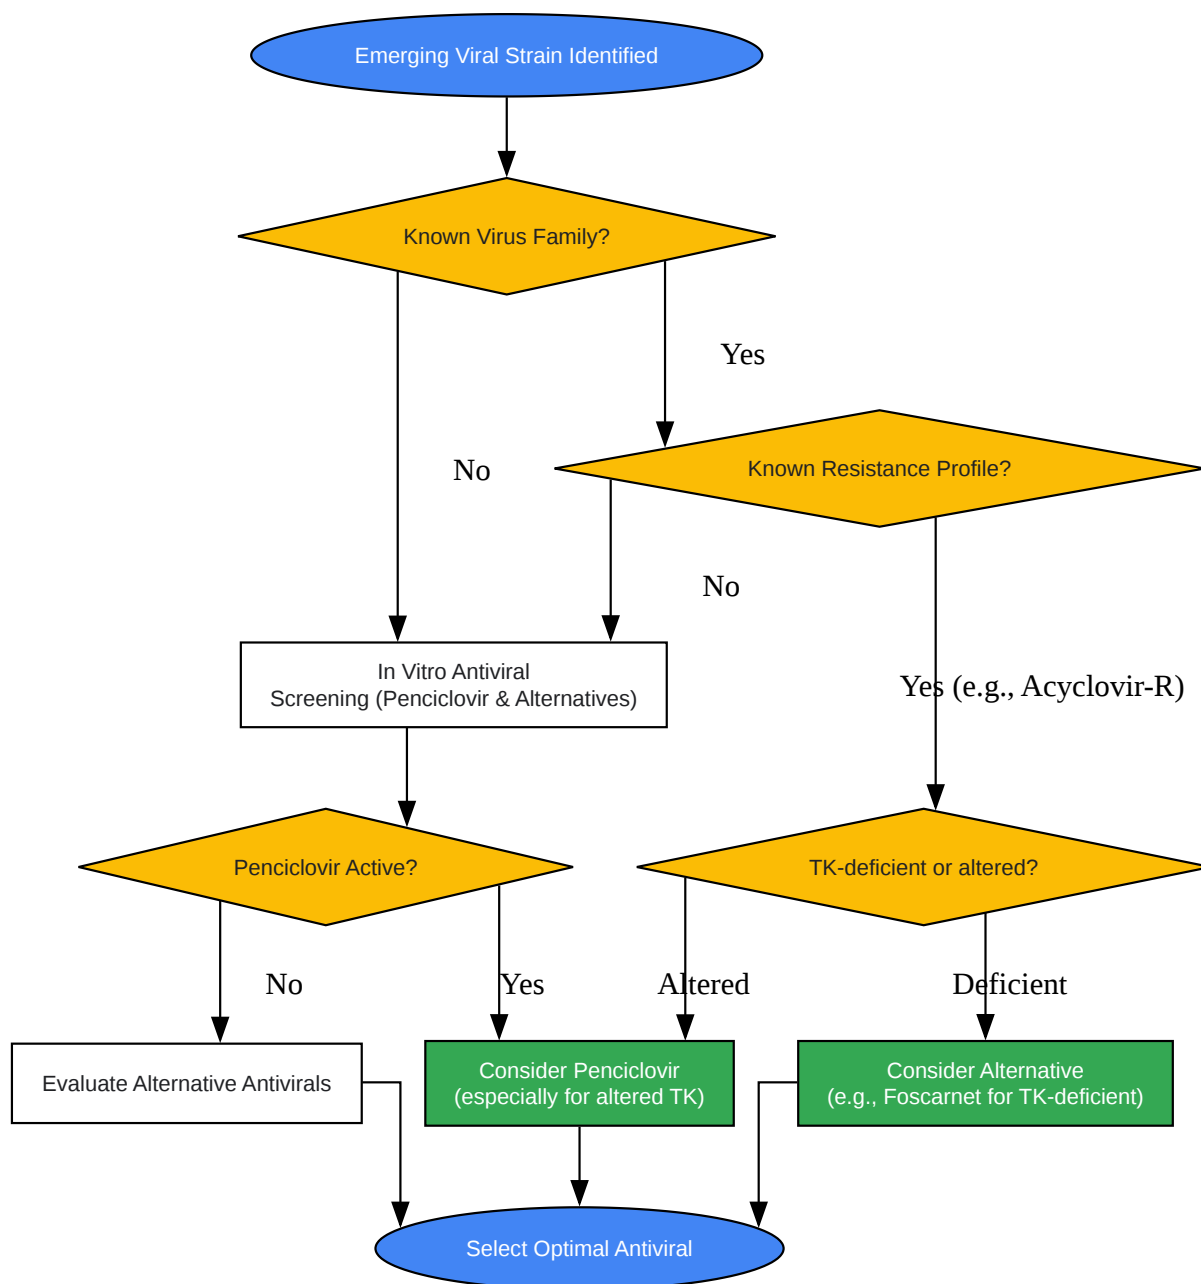 Emerging Viral Strain Identified
Known Virus Family?
Yes
No
Known Resistance Profile?
No
In Vitro Antiviral
Screening (Penciclovir & Alternatives)
Yes (e.g., Acyclovir-R)
Penciclovir Active?
TK-deficient or altered?
No
Yes
Altered
Deficient
Evaluate Alternative Antivirals
Consider Penciclovir
(especially for altered TK)
Consider Alternative
(e.g., Foscarnet for TK-deficient)
Select Optimal Antiviral